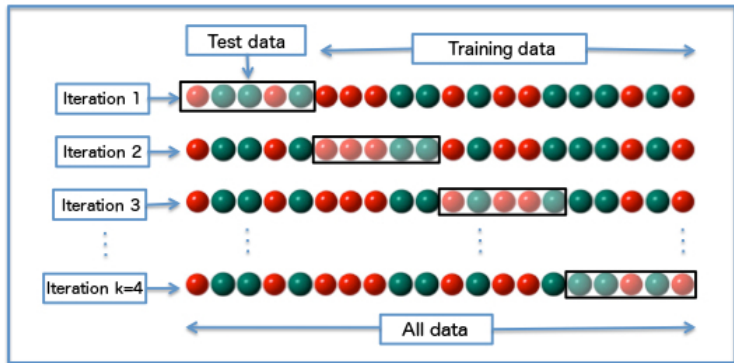 Test data
Training data
Iteration 1
Iteration 2
Iteration 3
Iteration k=4
All data